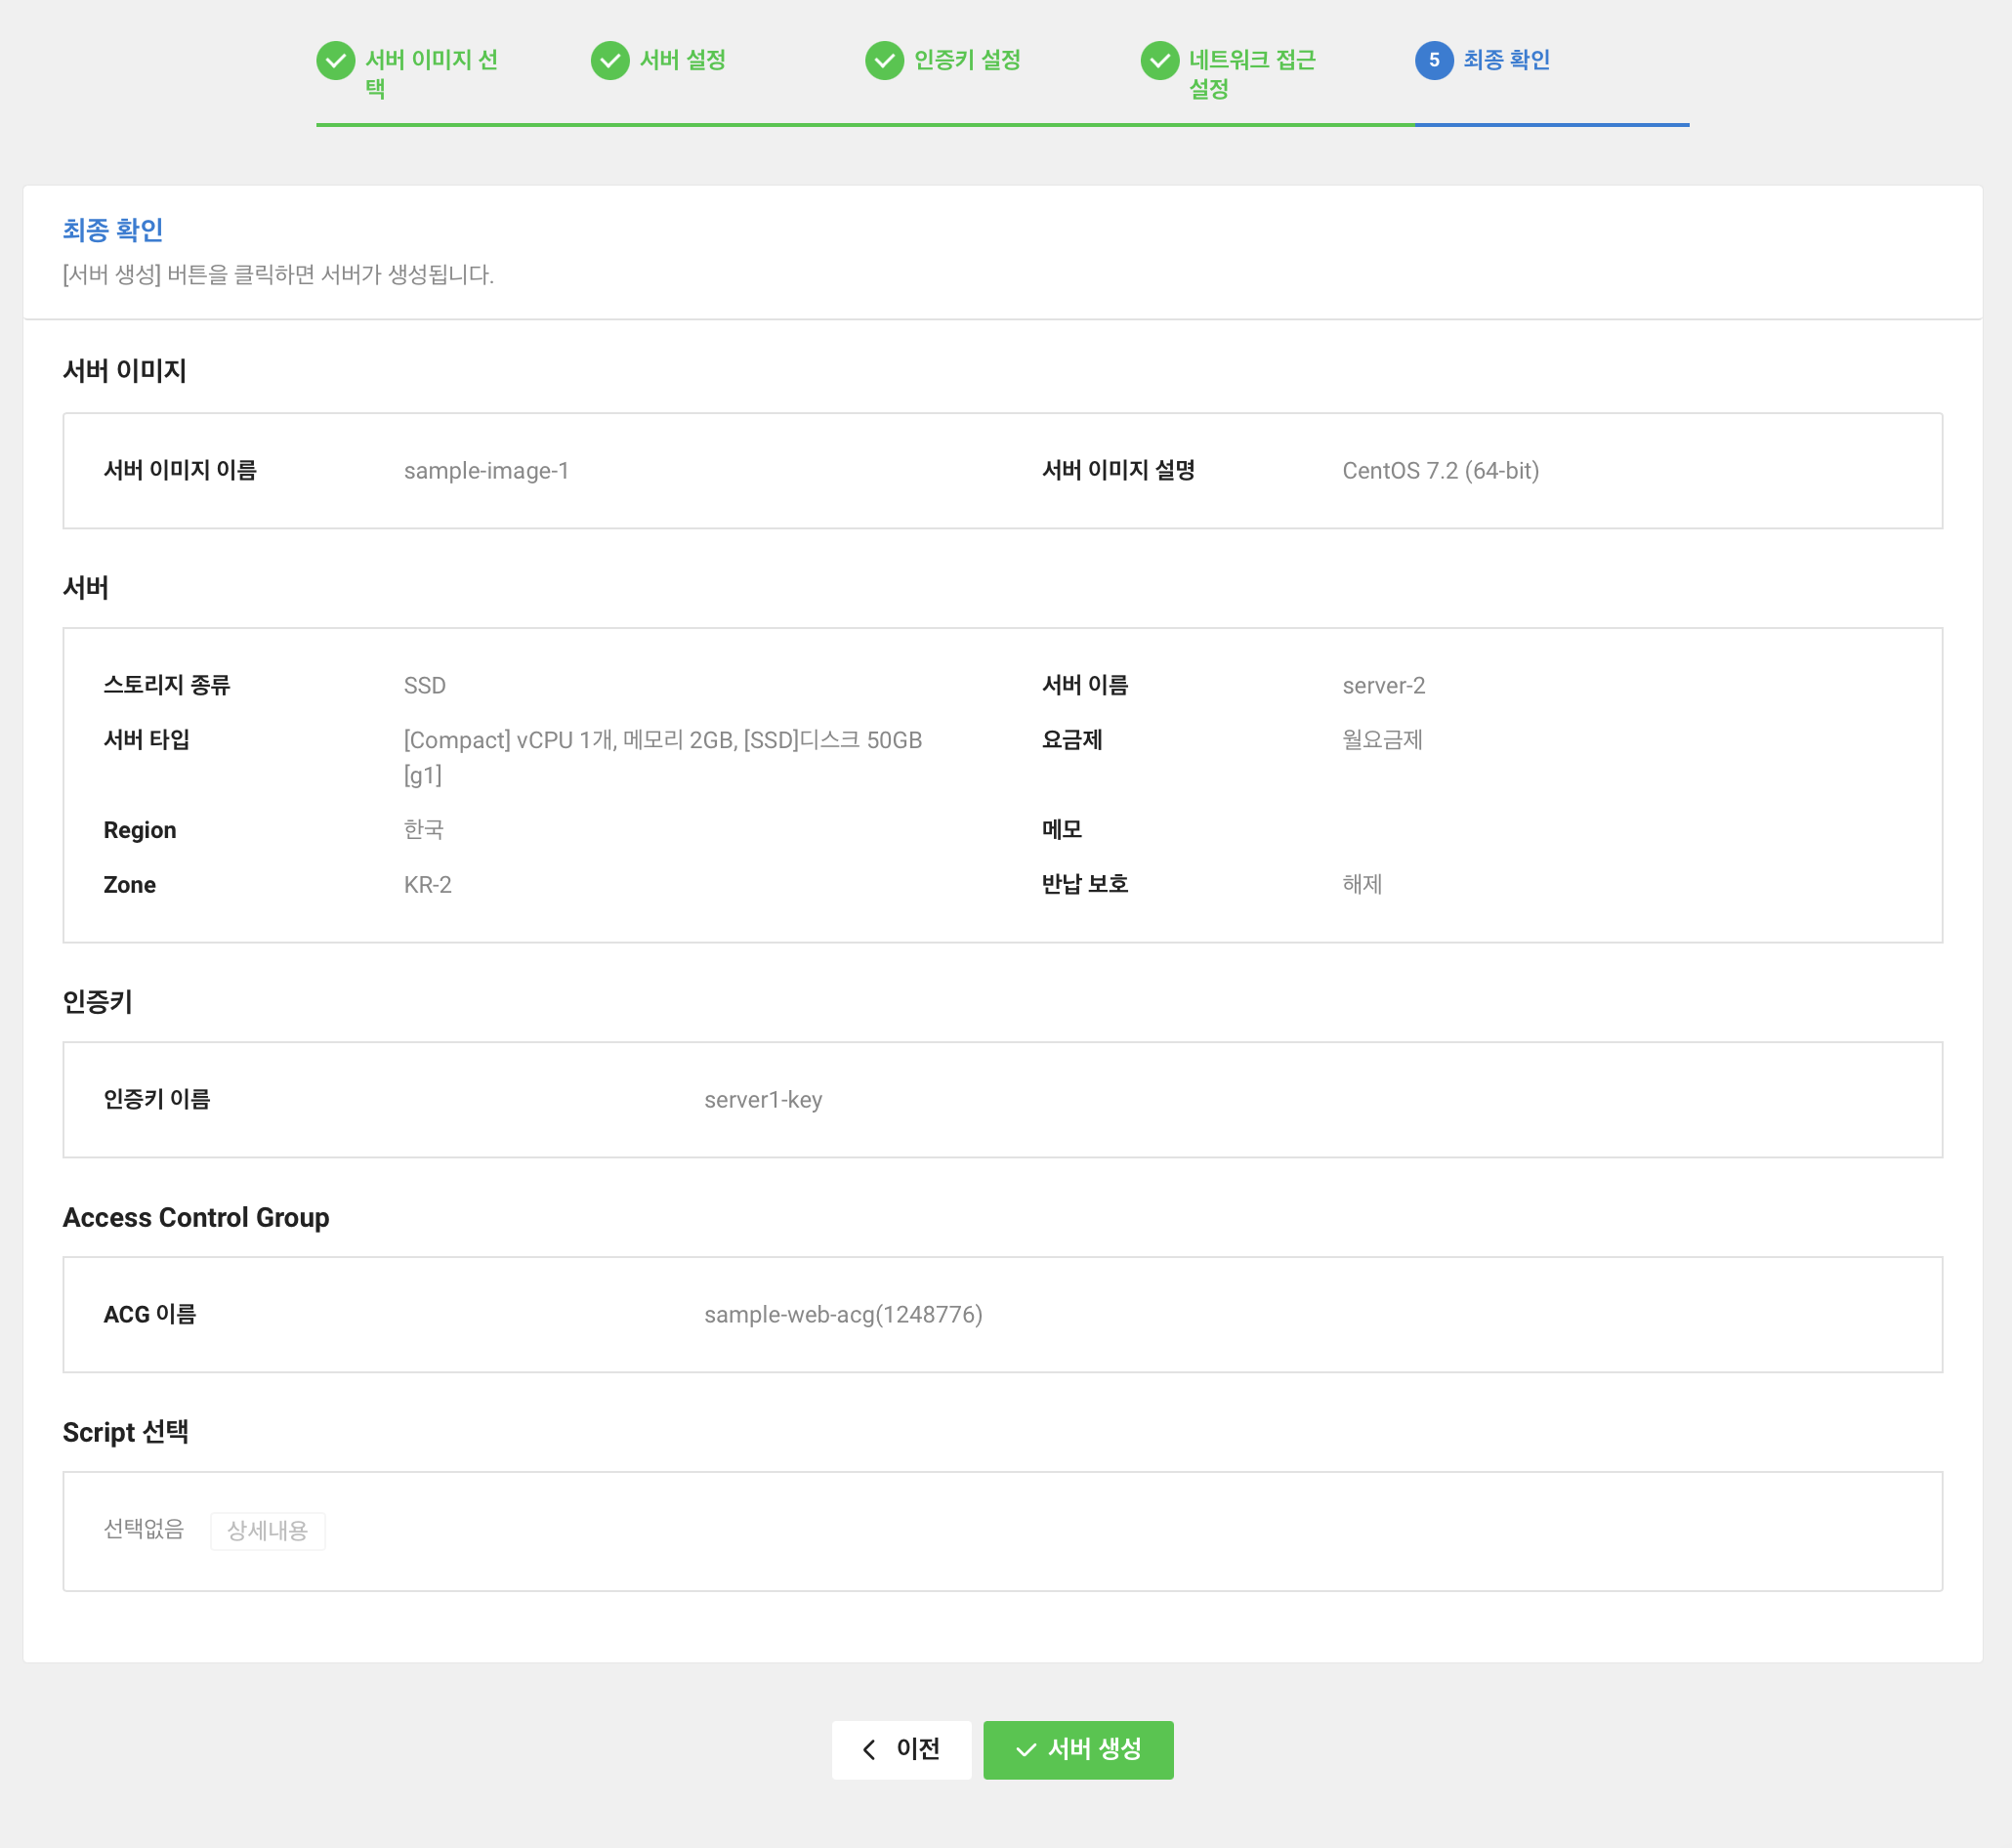 서버 이미지 선
택
서버 설정
인증키 설정
네트워크 접근
설정
5 최종 확인
최종 확인
[서버 생성] 버튼을 클릭하면 서버가 생성됩니다.
서버 이미지
서버 이미지 이름 sample-image-1 서버 이미지 설명 CentOS 7.2 (64-bit)
서버
스토리지 종류 SSD 서버 이름 server-2
서버 타입 [Compact] vCPU 1개, 메모리 2GB, [SSD]디스크 50GB 요금제 월요금제
[g1]
Region 한국 메모
Zone KR-2 반납 보호 해제
인증키
인증키 이름 server1-key
Access Control Group
ACG 이름 sample-web-acg(1248776)
Script 선택
선택없음 상세내용
이전 서버 생성